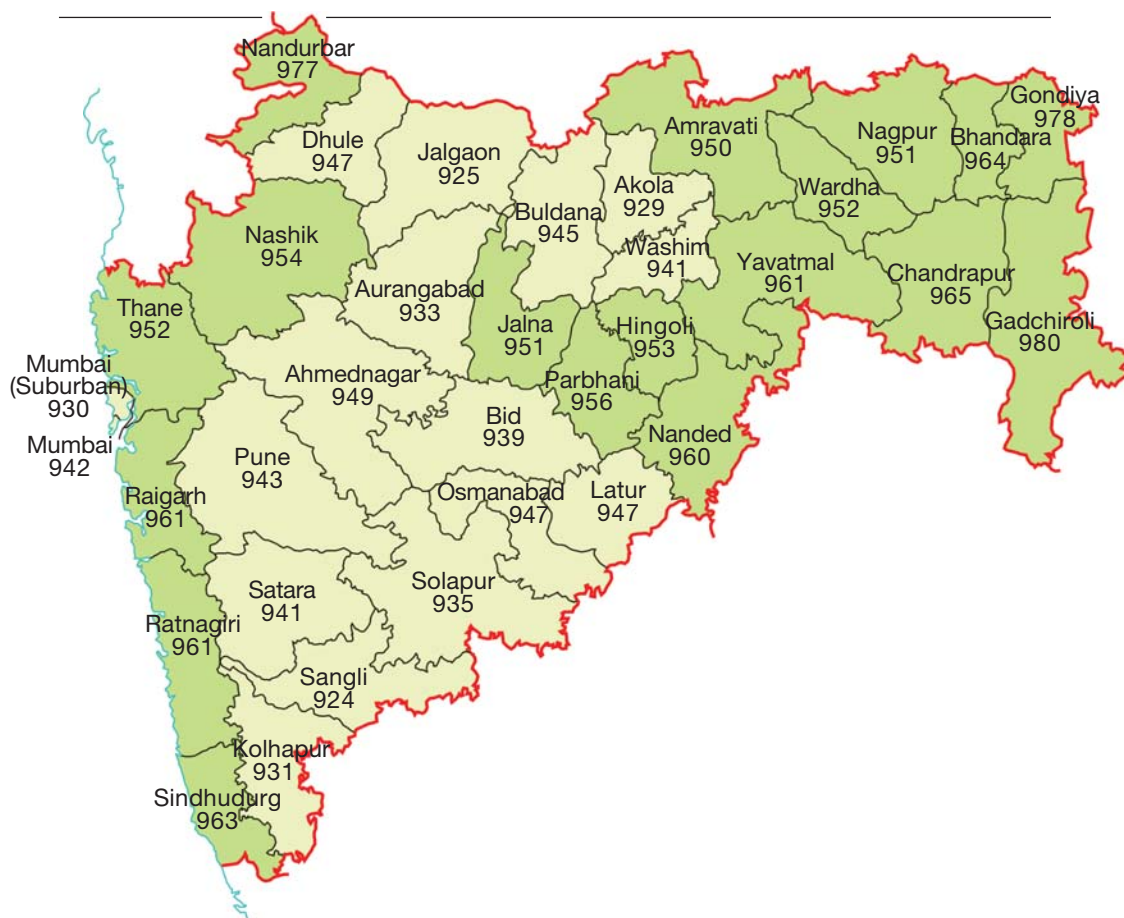 Nandurbar
977
Dhule
947
Jalgaon
925
Buldana
945
Akola
929
Washim
941
Amravati
950
Wardha
952
Nagpur
951
Bhandara
964
Gondiya
978
Nashik
954
Aurangabad
933
Jalna
951
Hingoli
953
Parbhani
956
Yavatmal
961
Chandrapur
965
Gadchiroli
980
Thane
952
Mumbai
(Suburban)
930
Mumbai
942
Ahmednagar
949
Bid
939
Nanded
960
Pune
943
Raigarh
961
Osmanabad
947
Latur
947
Satara
941
Solapur
935
Ratnagiri
961
Sangli
924
Kolhapur
931
Sindhudurg
963